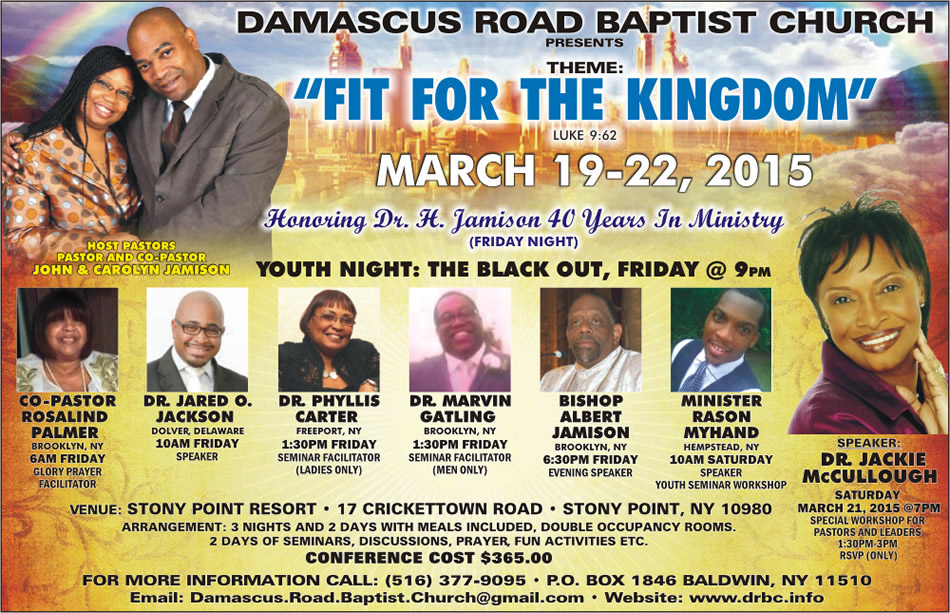 DAMASCUS ROAD BAPTIST CHURCH
PRESENTS
THEME:
"FIT FOR THE KINGDOM"
LUKE 9:62
MARCH 19-22, 2015
Honoring Dr. H. Jamison 40 Years In Ministry
(FRIDAY NIGHT)
HOST PASTORS
PASTOR AND CO-PASTOR
JOHN & CAROLYN JAMISON
YOUTH NIGHT: THE BLACK OUT, FRIDAY @ 9PM
CO-PASTOR
ROSALIND
PALMER
BROOKLYN, NY
6AM FRIDAY
GLORY PRAYER
FACILITATOR
DR. JARED O.
JACKSON
DOLVER, DELAWARE
10AM FRIDAY
SPEAKER
DR. PHYLLIS
CARTER
FREEPORT, NY
1:30PM FRIDAY
SEMINAR FACILITATOR
(LADIES ONLY)
DR. MARVIN
GATLING
BROOKLYN, NY
1:30PM FRIDAY
SEMINAR FACILITATOR
(MEN ONLY)
BISHOP
ALBERT
JAMISON
BROOKLYN, NY
6:30PM FRIDAY
EVENING SPEAKER
MINISTER
RASON
MYHAND
HEMPSTEAD, NY
10AM SATURDAY
SPEAKER
YOUTH SEMINAR WORKSHOP
SPEAKER:
DR. JACKIE
McCULLOUGH
SATURDAY
MARCH 21, 2015 @7PM
SPECIAL WORKSHOP FOR
PASTORS AND LEADERS
1:30PM-3PM
RSVP (ONLY)
VENUE: STONY POINT RESORT • 17 CRICKETTOWN ROAD • STONY POINT, NY 10980
ARRANGEMENT: 3 NIGHTS AND 2 DAYS WITH MEALS INCLUDED, DOUBLE OCCUPANCY ROOMS.
2 DAYS OF SEMINARS, DISCUSSIONS, PRAYER, FUN ACTIVITIES ETC.
CONFERENCE COST $365.00
FOR MORE INFORMATION CALL: (516) 377-9095 • P.O. BOX 1846 BALDWIN, NY 11510
Email: Damascus.Road.Baptist.Church@gmail.com • Website: www.drbc.info